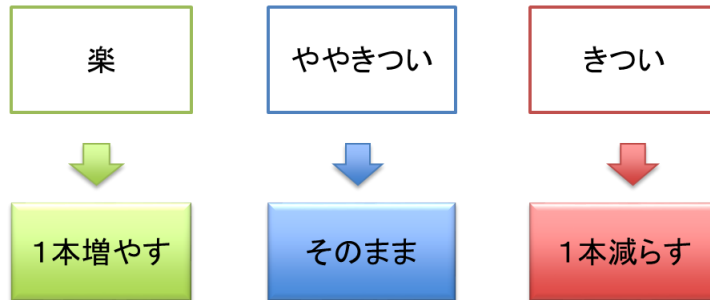 楽
ややきつい
きつい
１本増やす
そのまま
１本減らす